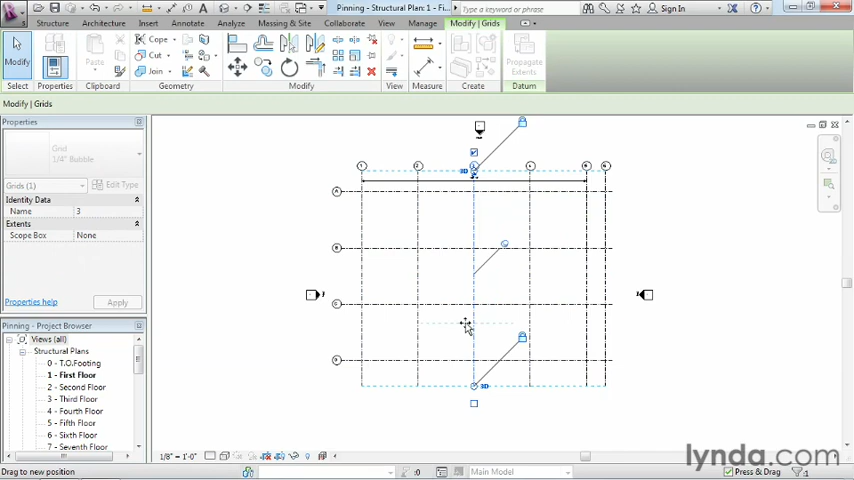 Pinning - Structural Plan: 1 - Fi...
Type a keyword or phrase
Sign In
Structure Architecture Insert Annotate Analyze Massing & Site Collaborate View Manage Modify | Grids
Modify
Paste
Cope
Cut
Join
Measure
Create
Propagate Extents
Select Properties Clipboard Geometry Modify View Measure Create Datum
Modify | Grids
Properties
Grid
1/4" Bubble
Grids (1) Edit Type
Identity Data
Name 3
Extents
Scope Box None
Properties help Apply
Pinning - Project Browser
Views (all)
Structural Plans
0 - T.O.Footing
1 - First Floor
2 - Second Floor
3 - Third Floor
4 - Fourth Floor
5 - Fifth Floor
6 - Sixth Floor
7 - Seventh Floor
3D
3D
1/8" = 1'-0"
Drag to new position
:0
Main Model
Press & Drag
:1
lynda.com